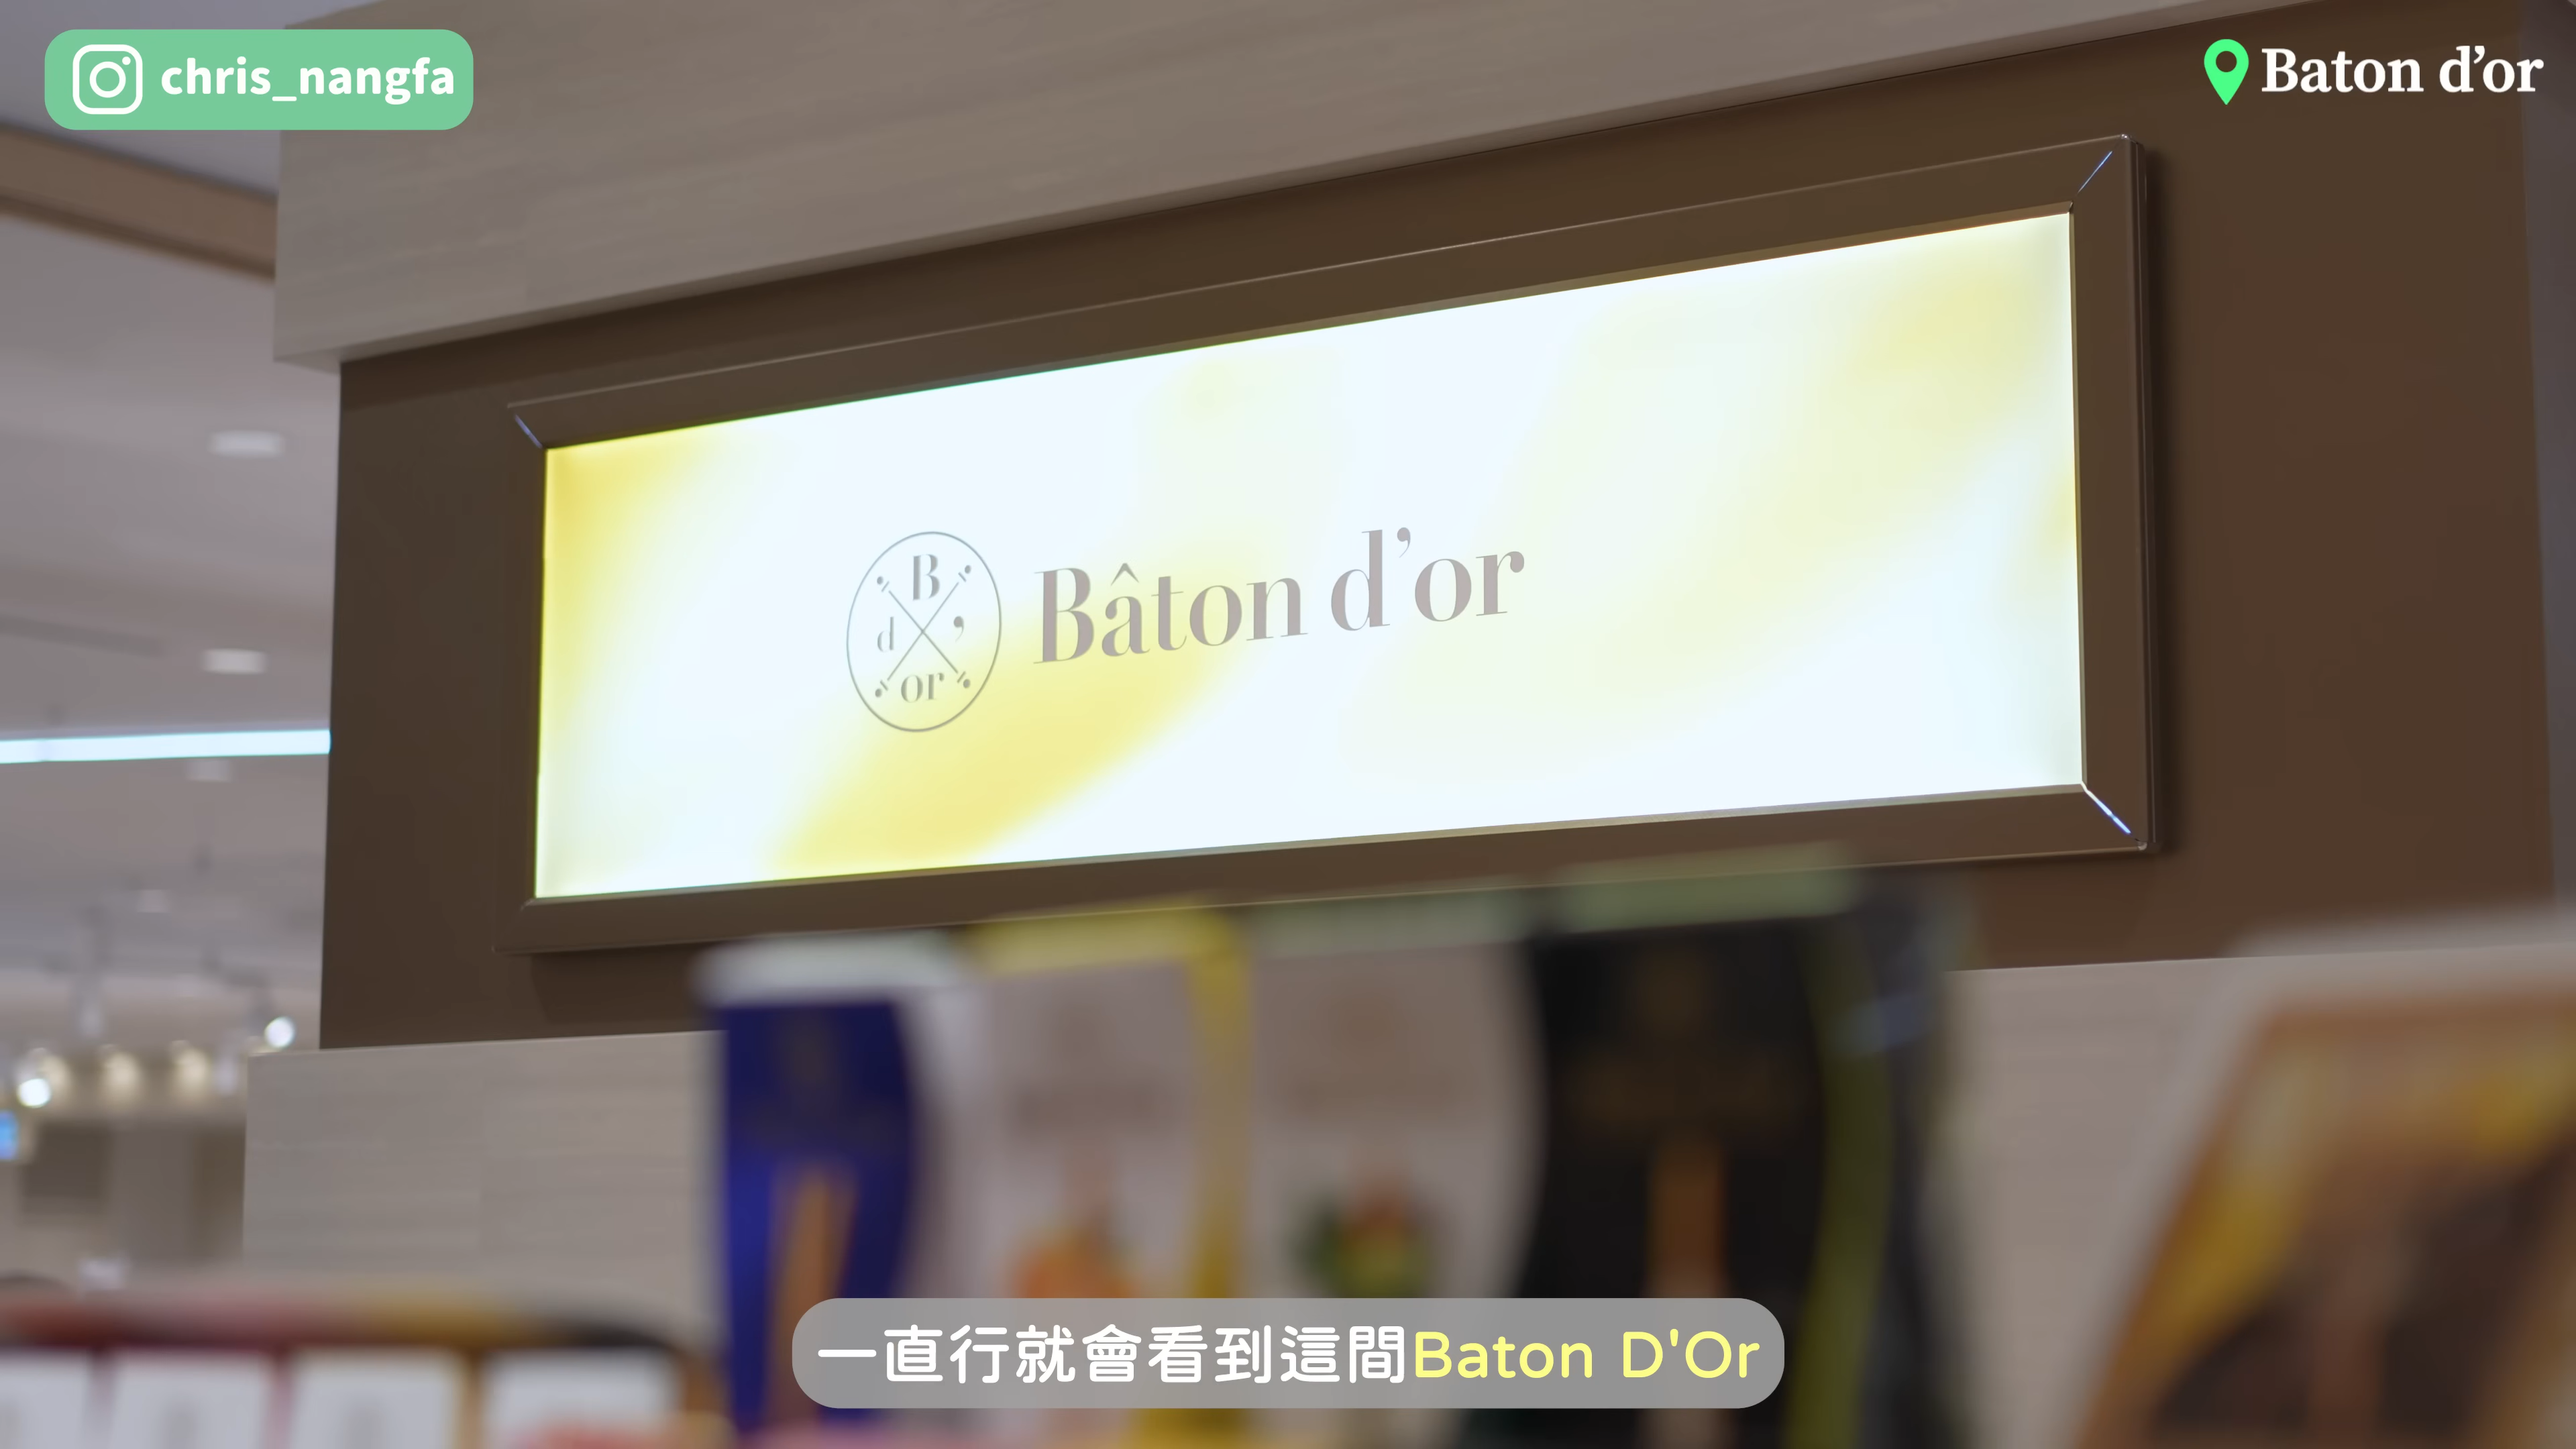 chris_nangfa
Baton d’or
B
d ’
or
Bâton d’or
一直行就會看到這間Baton D'Or